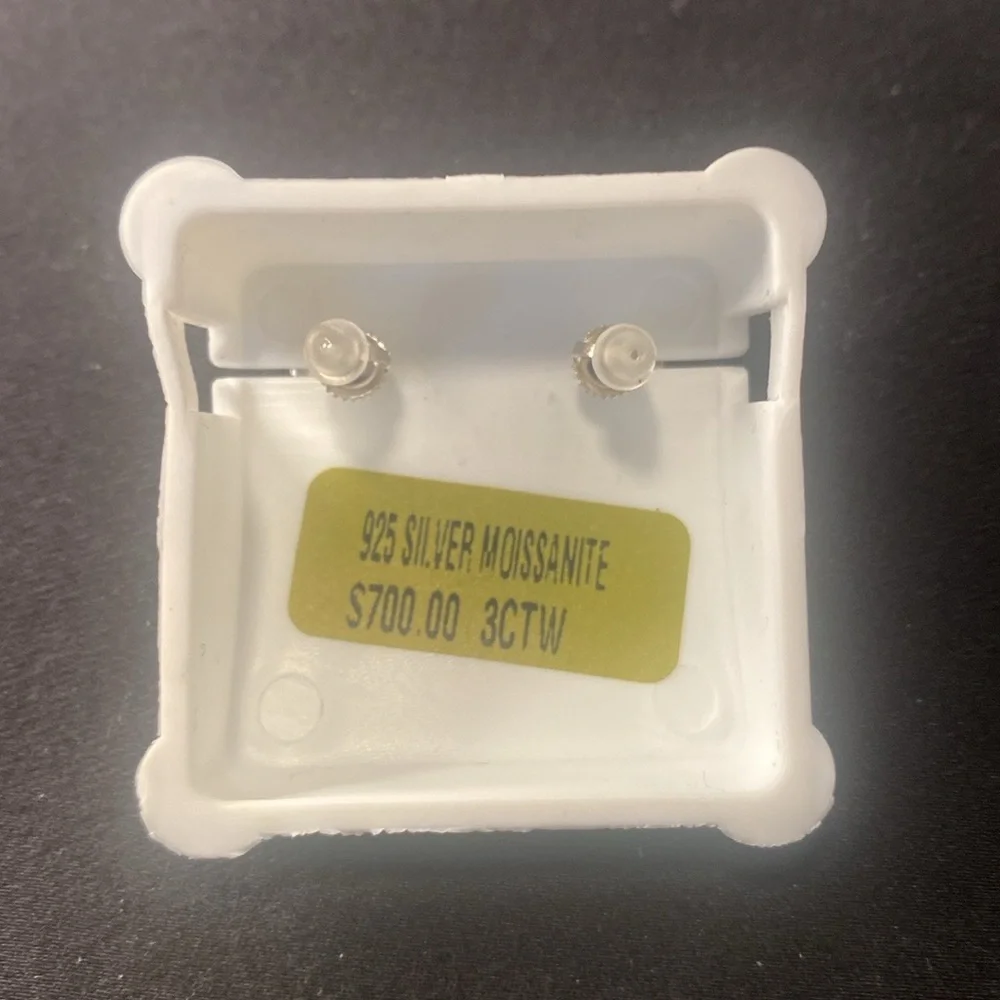 925 SILVER MOISSANITE
$700.00 3CTW